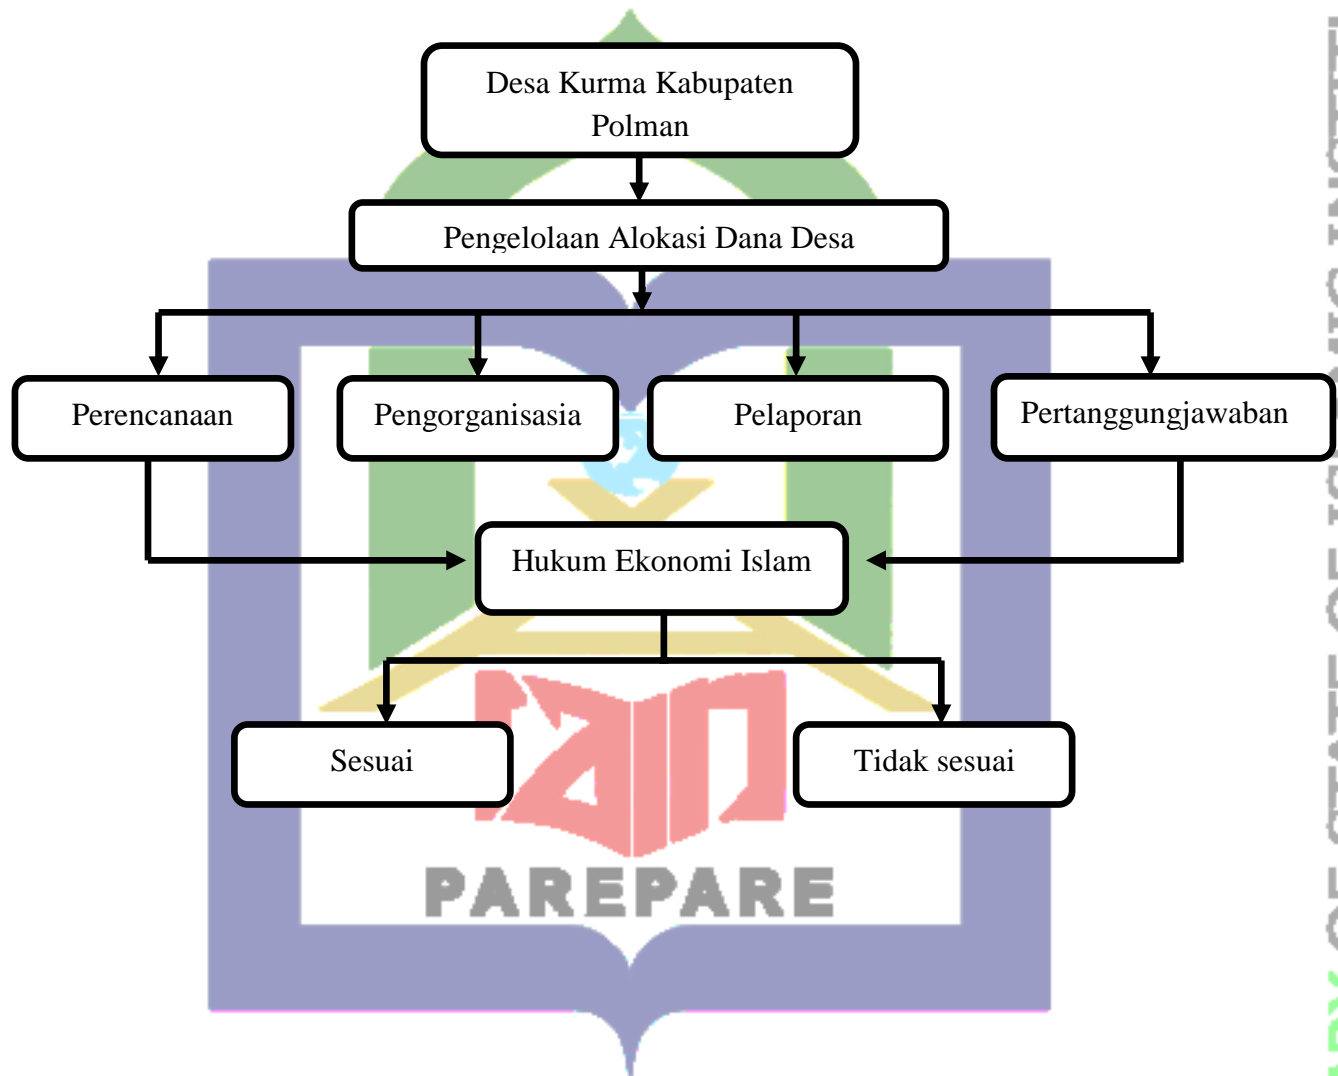 Desa Kurma Kabupaten
Polman
Pengelolaan Alokasi Dana Desa
Perencanaan
Pengorganisasia
Pelaporan
Pertanggungjawaban
Hukum Ekonomi Islam
Sesuai
Tidak sesuai
PAREPARE